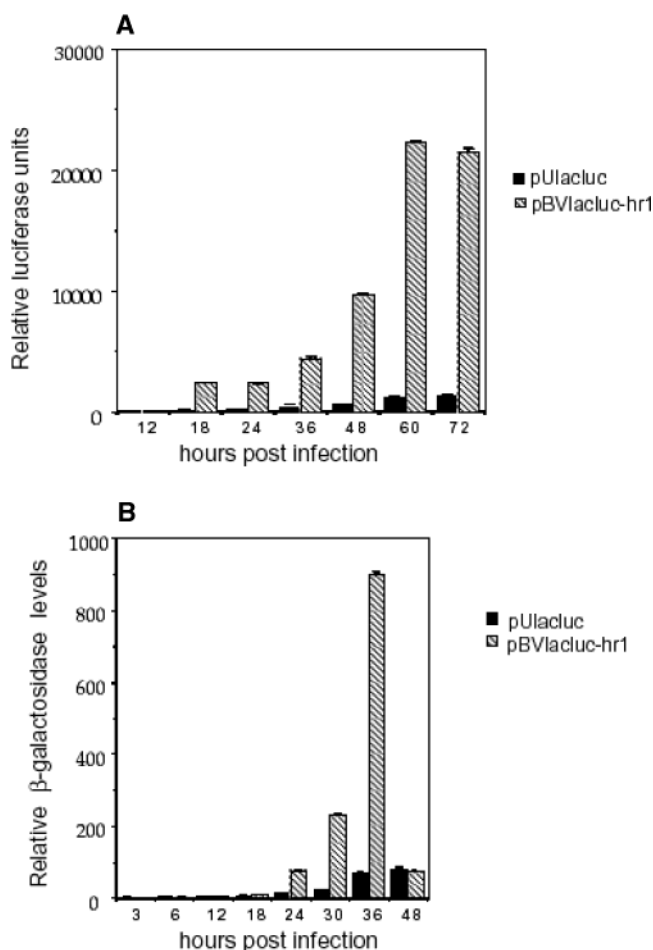 A
Relative luciferase units
30000
20000
10000
0
12 18 24 36 48 60 72
hours post infection
pUlacluc
pBVlacluc-hr1
B
Relative β-galactosidase levels
1000
800
600
400
200
0
3 6 12 18 24 30 36 48
hours post infection
pUlacluc
pBVlacluc-hr1